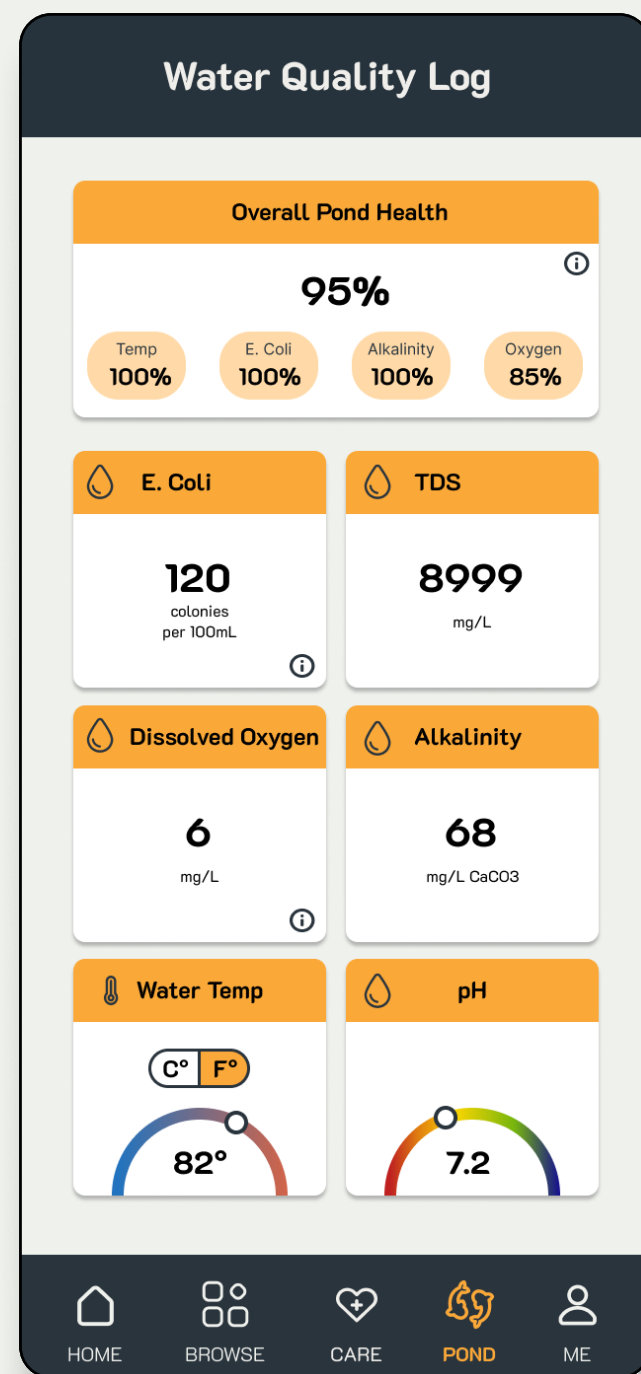 Water Quality Log
Overall Pond Health
95%
Temp
100%
E. Coli
100%
Alkalinity
100%
Oxygen
85%
E. Coli
120
colonies
per 100mL
TDS
8999
mg/L
Dissolved Oxygen
6
mg/L
Alkalinity
68
mg/L CaCO3
Water Temp
C° F°
82°
pH
7.2
HOME
BROWSE
CARE
POND
ME